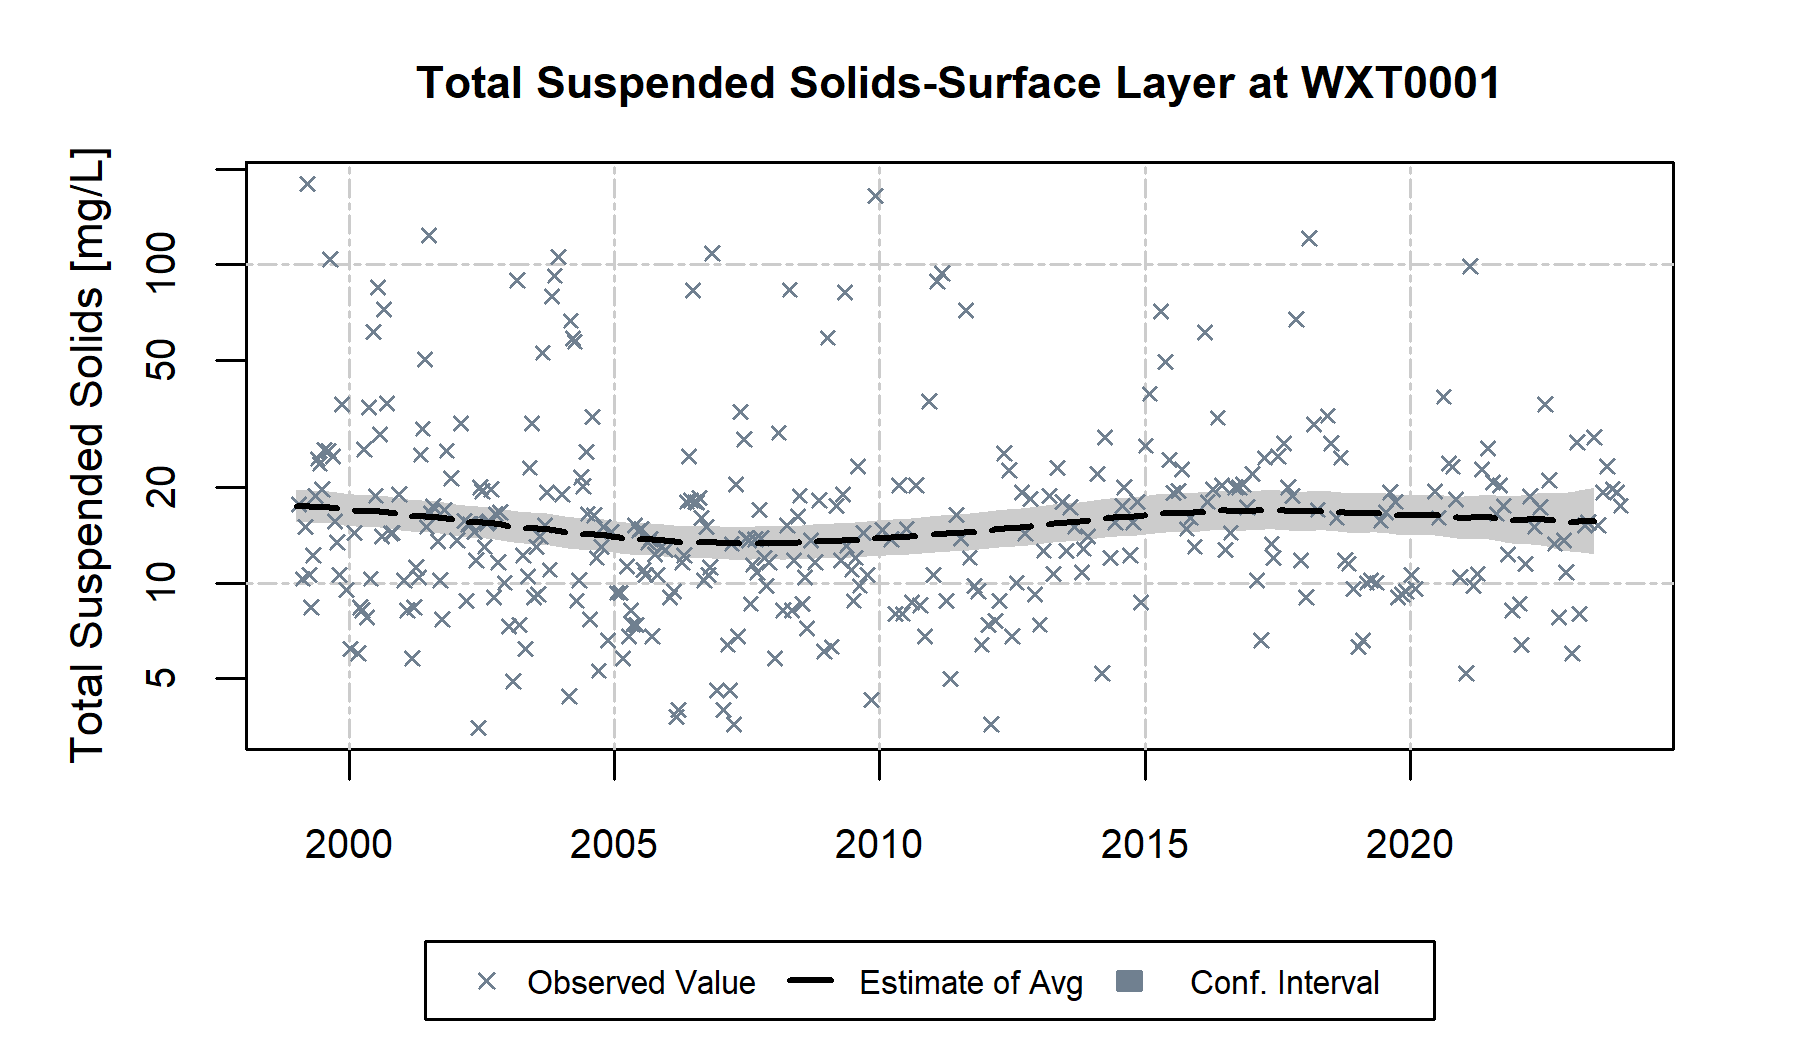 Total Suspended Solids-Surface Layer at WXT0001
Total Suspended Solids [mg/L]
100
50
20
10
5
2000 2005 2010 2015 2020
Observed Value Estimate of Avg Conf. Interval